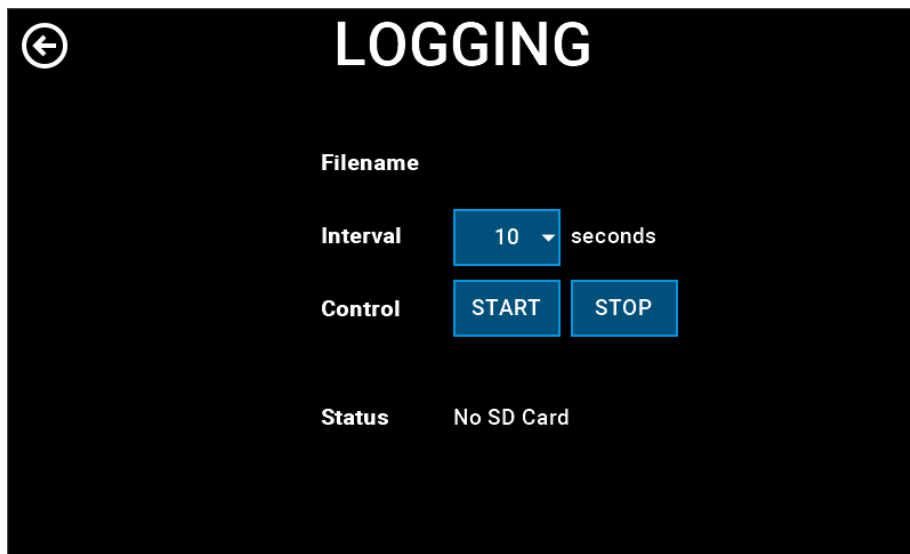 LOGGING
Filename
Interval 10 seconds
Control START STOP
Status No SD Card